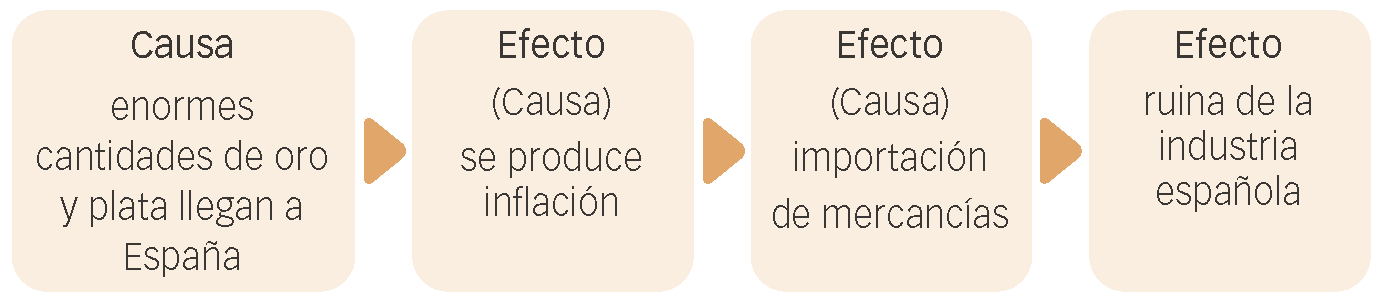 Causa
enormes
cantidades de oro
y plata llegan a
España
Efecto
(Causa)
se produce
inflación
Efecto
(Causa)
importación
de mercancías
Efecto
ruina de la
industria
española